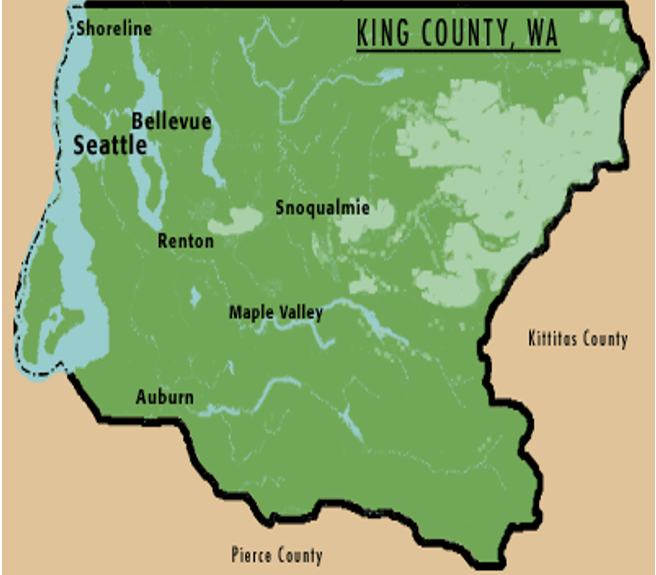 Shoreline
KING COUNTY, WA
Bellevue
Seattle
Snoqualmie
Renton
Maple Valley
Kittitas County
Auburn
Pierce County